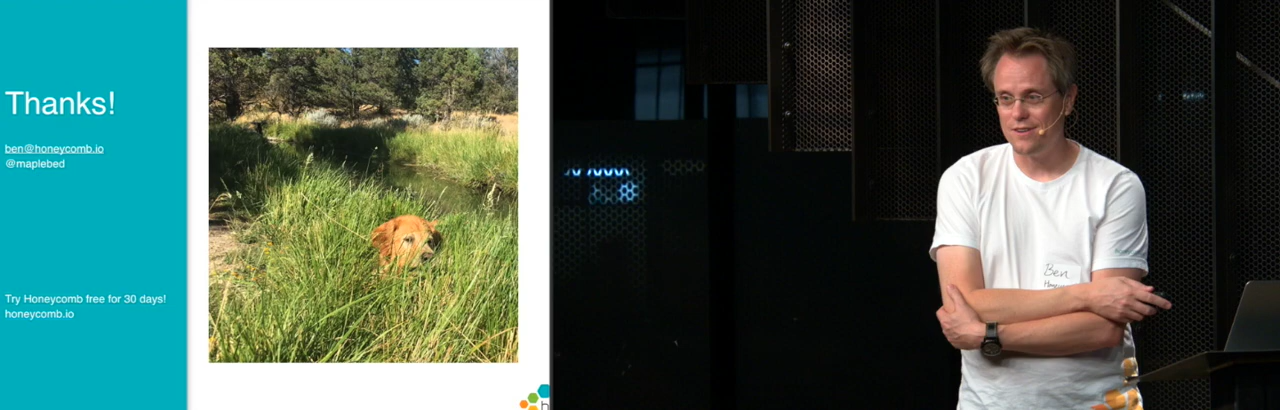 Thanks!
ben@honeycomb.io
@maplebed
Try Honeycomb free for 30 days!
honeycomb.io
h
Ben